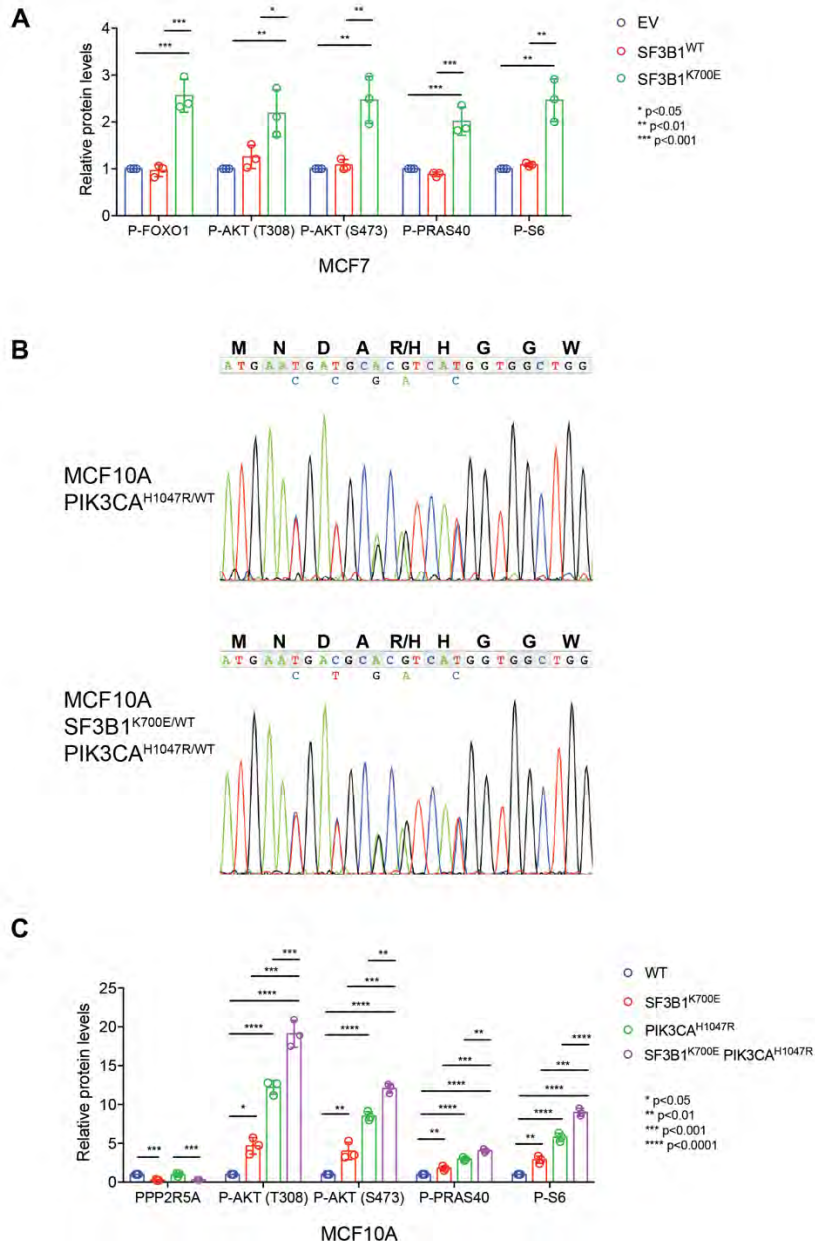 A
EV
SF3B1WT
SF3B1K700E
* p<0.05
** p<0.01
*** p<0.001
Relative protein levels
4
3
2
1
0
*** ***
** *
** **
*** ***
** **
P-FOXO1 P-AKT (T308) P-AKT (S473) P-PRAS40 P-S6
MCF7
B
M N D A R/H H G G W
ATGAATGATGCACGTCATGGTGGCTGG
C C G A C
MCF10A
PIK3CAH1047R/WT
M N D A R/H H G G W
ATGAATGACGCACGTCATGGTGGCTGG
C T G A C
MCF10A
SF3B1K700E/WT
PIK3CAH1047R/WT
C
WT
SF3B1K700E
PIK3CAH1047R
SF3B1K700E PIK3CAH1047R
* p<0.05
** p<0.01
*** p<0.001
**** p<0.0001
Relative protein levels
25
20
15
10
5
0
*** ***
* **** **** *** ***
** **** **** *** **
** **** **** *** **
** **** **** *** ****
PPP2R5A P-AKT (T308) P-AKT (S473) P-PRAS40 P-S6
MCF10A